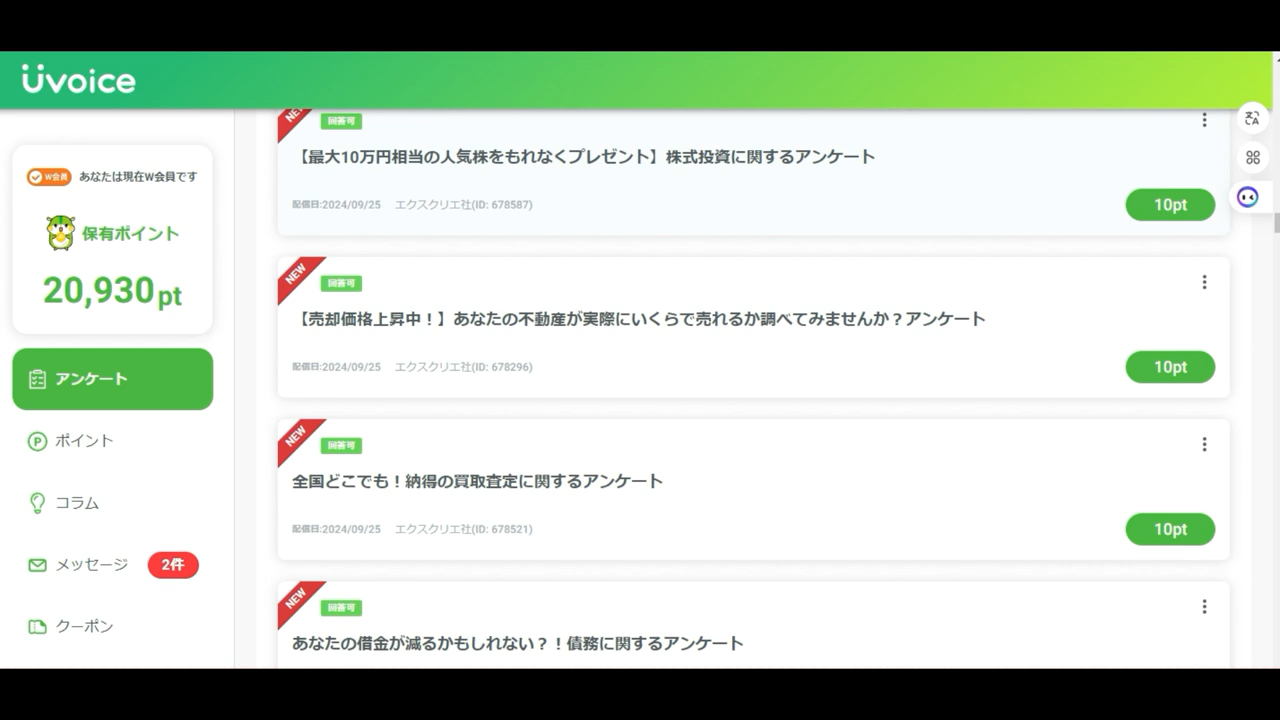 Uvoice
W会員 あなたは現在W会員です
保有ポイント
20,930pt
アンケート
ポイント
コラム
メッセージ 2件
クーポン
NEW 回答可
【最大10万円相当の人気株をもれなくプレゼント】株式投資に関するアンケート
配信日:2024/09/25 エクスクリエ社(ID: 678587)
10pt
NEW 回答可
【売却価格上昇中！】あなたの不動産が実際にいくらで売れるか調べてみませんか？アンケート
配信日:2024/09/25 エクスクリエ社(ID: 678296)
10pt
NEW 回答可
全国どこでも！納得の買取査定に関するアンケート
配信日:2024/09/25 エクスクリエ社(ID: 678521)
10pt
NEW 回答可
あなたの借金が減るかもしれない？！債務に関するアンケート